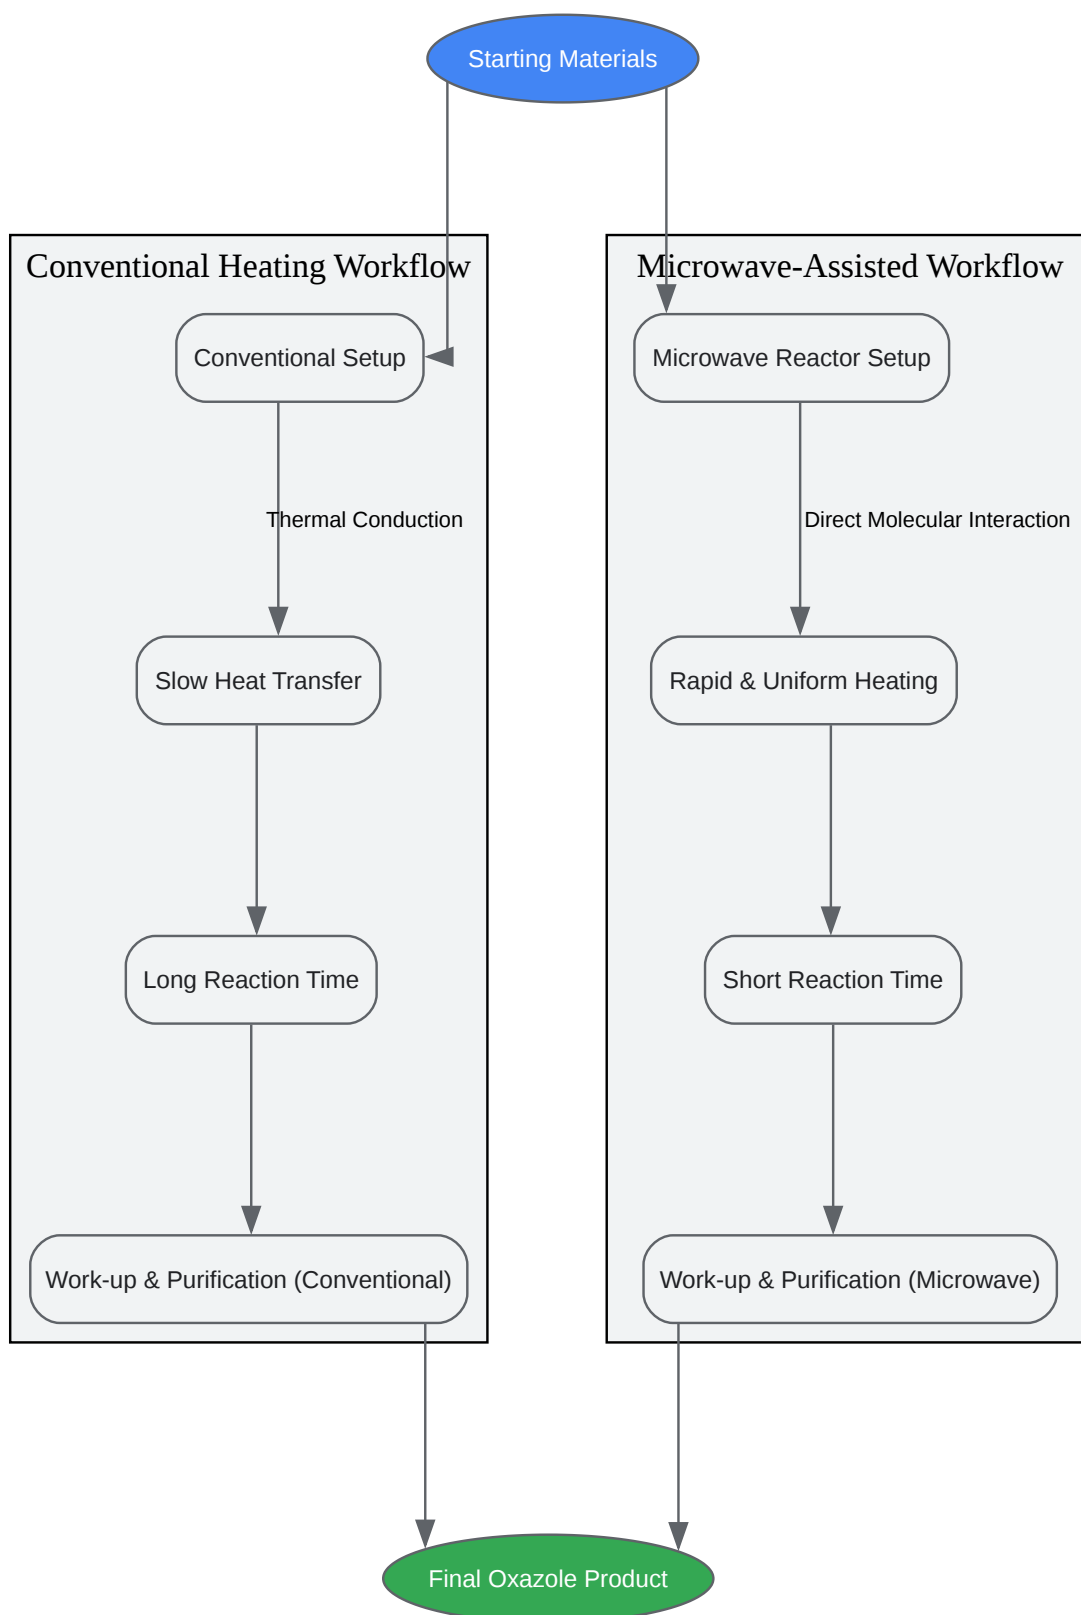 Starting Materials
Conventional Heating Workflow
Conventional Setup
Thermal Conduction
Slow Heat Transfer
Long Reaction Time
Work-up & Purification (Conventional)
Microwave-Assisted Workflow
Microwave Reactor Setup
Direct Molecular Interaction
Rapid & Uniform Heating
Short Reaction Time
Work-up & Purification (Microwave)
Final Oxazole Product